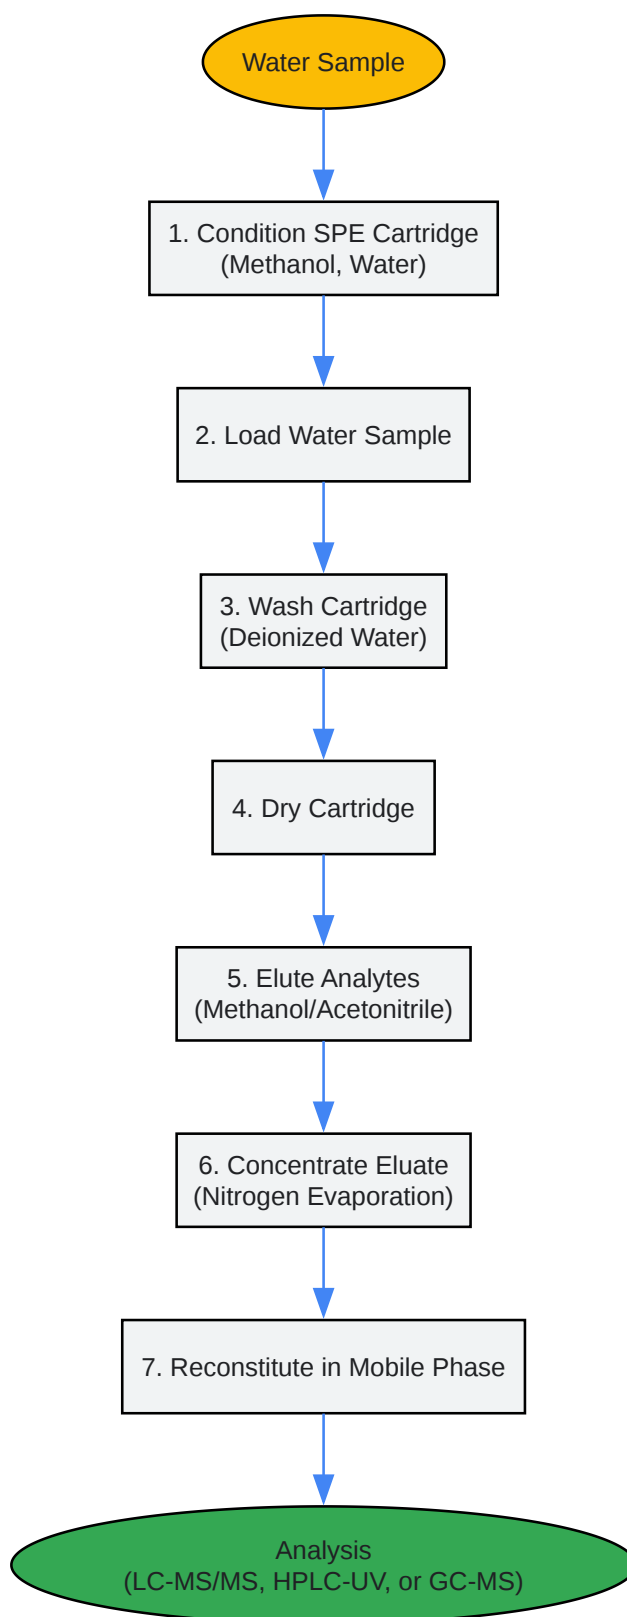 Water Sample
1. Condition SPE Cartridge
(Methanol, Water)
2. Load Water Sample
3. Wash Cartridge
(Deionized Water)
4. Dry Cartridge
5. Elute Analytes
(Methanol/Acetonitrile)
6. Concentrate Eluate
(Nitrogen Evaporation)
7. Reconstitute in Mobile Phase
Analysis
(LC-MS/MS, HPLC-UV, or GC-MS)